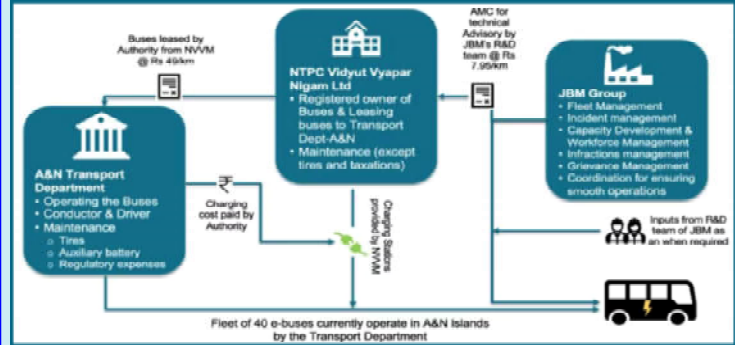 Buses leased by
Authority from NVVM
@ Rs 49/km
NTPC Vidyut Vyapar
Nigam Ltd
• Registered owner of
Buses & Leasing
buses to Transport
Dept-A&N
• Maintenance (except
tires and taxations)
AMC for
technical
Advisory by
JBM's R&D
team @ Rs
7.95/km
JBM Group
• Fleet Management
• Incident management
• Capacity Development &
Workforce Management
• Infractions management
• Grievance Management
• Coordination for ensuring
smooth operations
A&N Transport
Department
• Operating the Buses
• Conductor & Driver
• Maintenance
o Tires
o Auxiliary battery
o Regulatory expenses
₹
Charging
cost paid by
Authority
Charging Stations
provided by NVVM
Inputs from R&D
team of JBM as
an when required
Fleet of 40 e-buses currently operate in A&N Islands
by the Transport Department